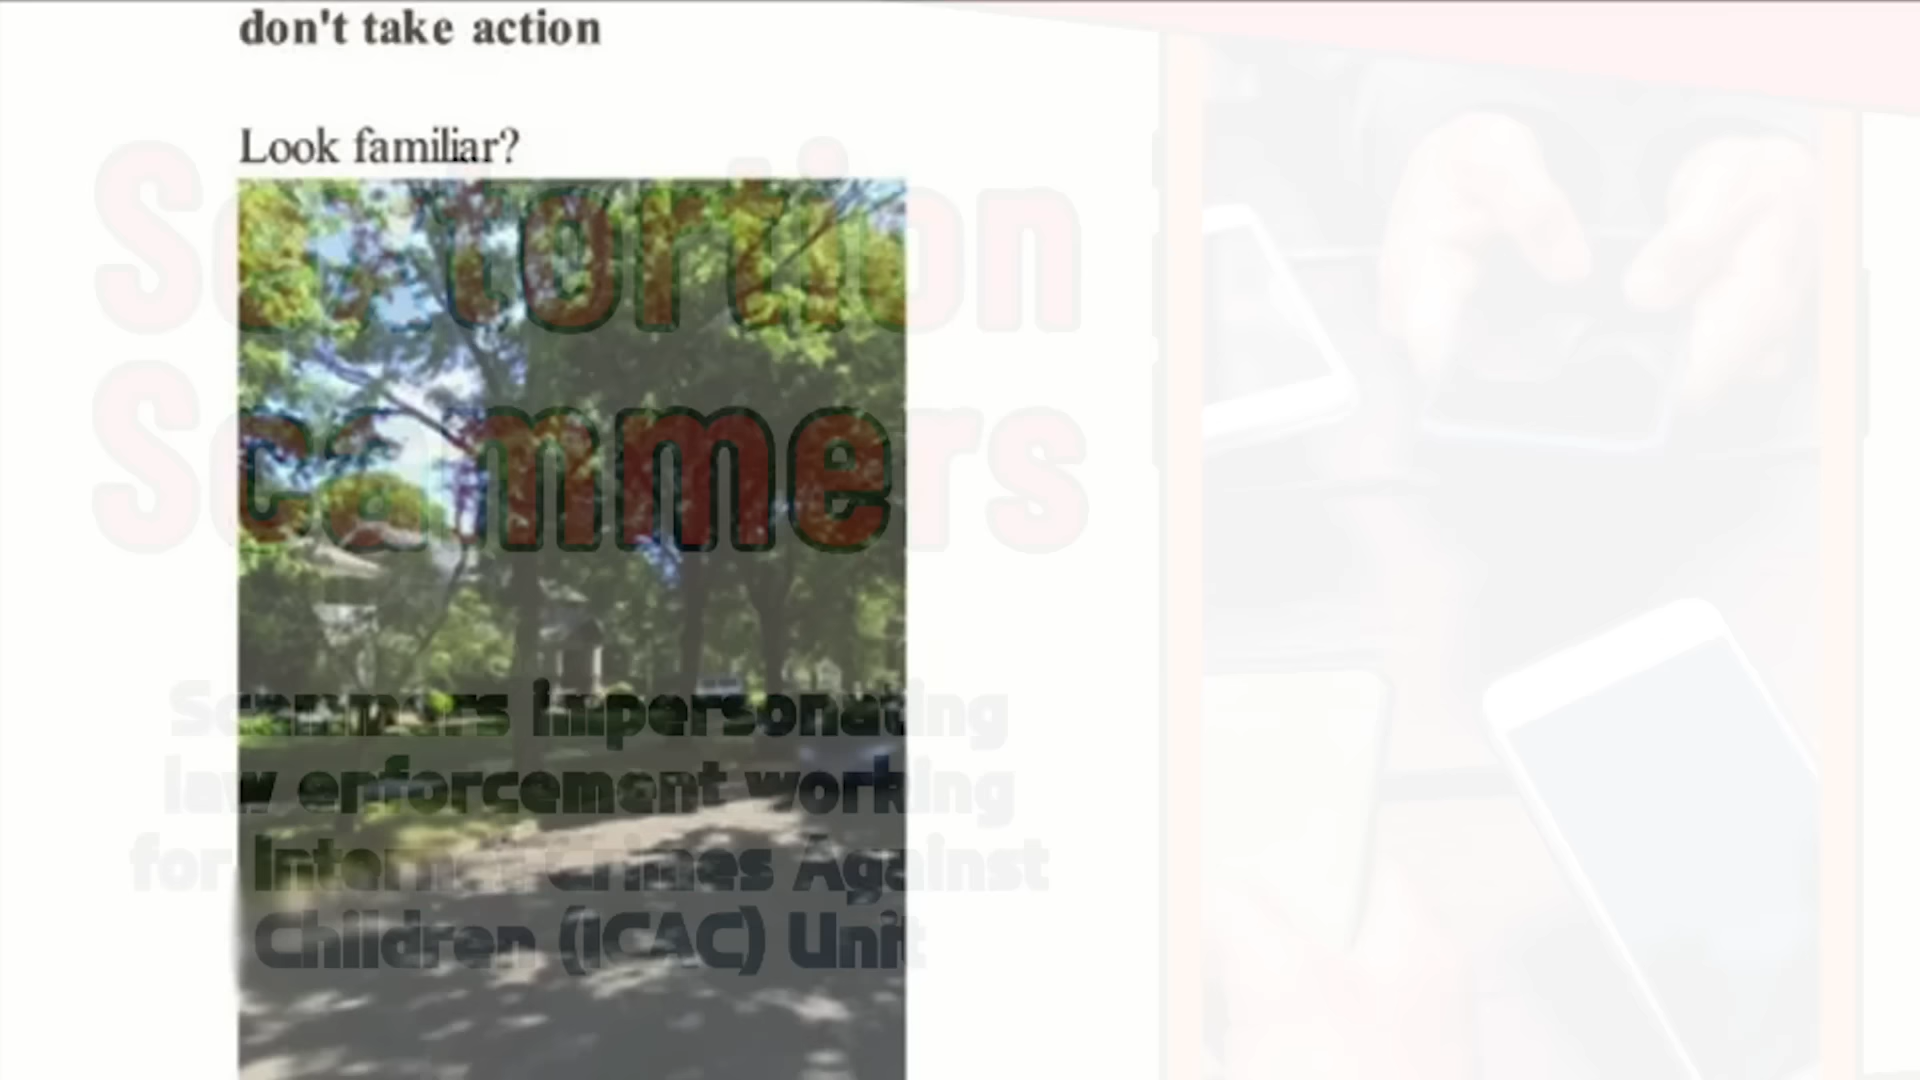 don't take action
Look familiar?
Sextortion
Scammers
Scammers impersonating
law enforcement working
for Internet Crimes Against
Children (ICAC) Unit